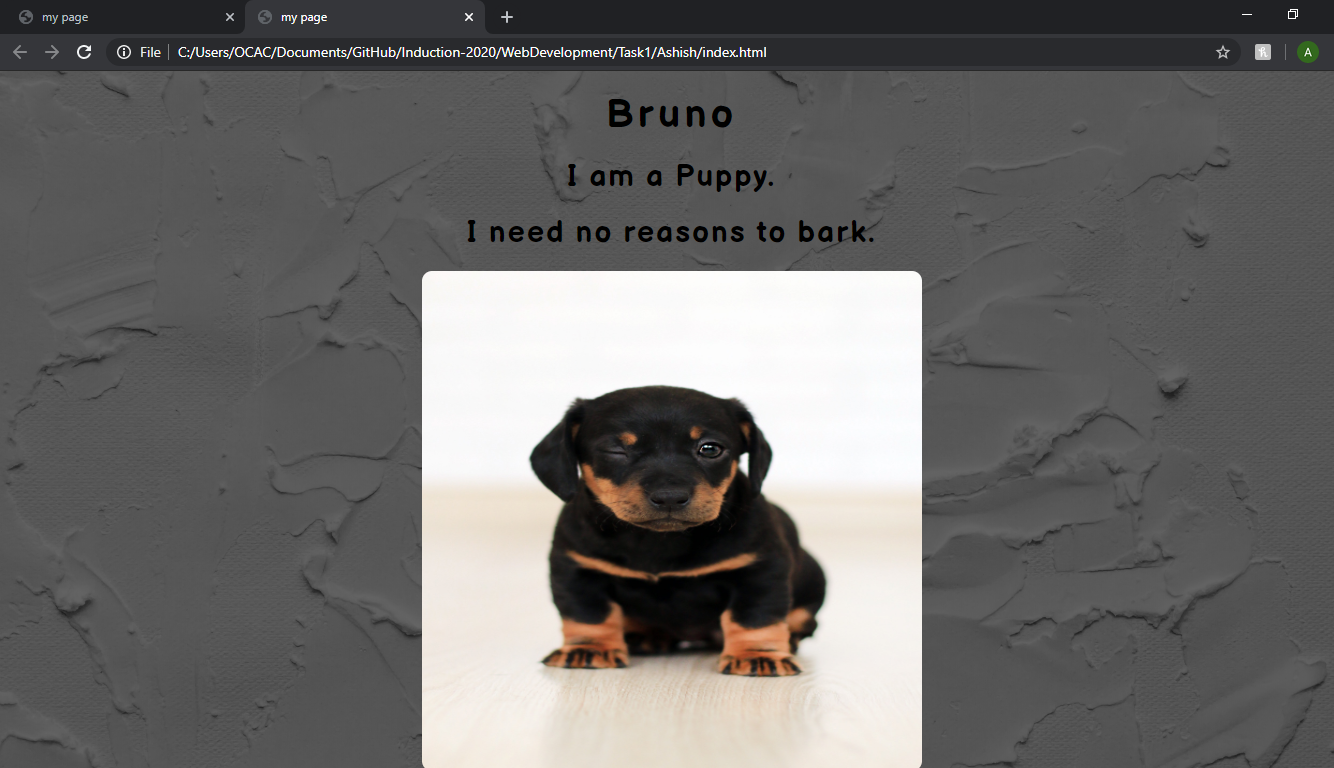 my page
my page
File
C:/Users/OCAC/Documents/GitHub/Induction-2020/WebDevelopment/Task1/Ashish/index.html
A
Bruno
I am a Puppy.
I need no reasons to bark.